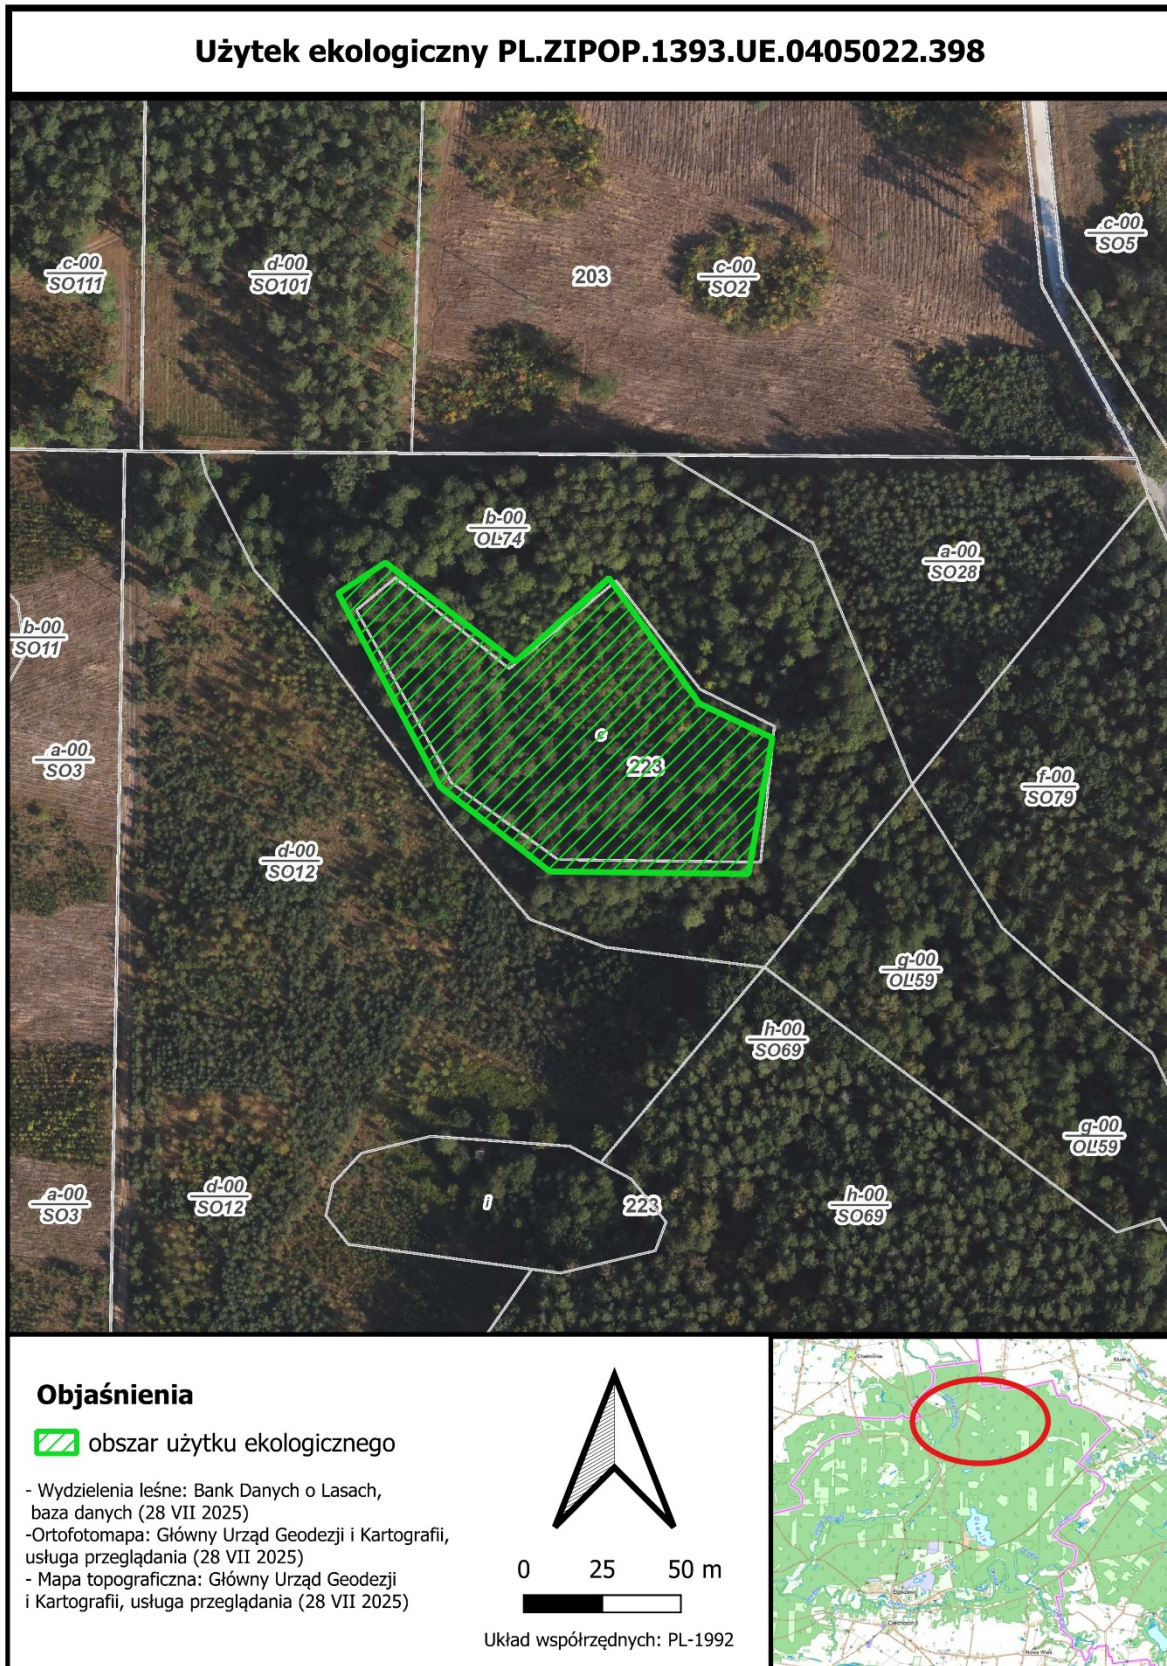 Użytek ekologiczny PL.ZIPOP.1393.UE.0405022.398
c-00
SO111
d-00
SO101
203
c-00
SO2
c-00
SO5
b-00
OL74
a-00
SO28
b-00
SO11
a-00
SO3
c
223
f-00
SO79
d-00
SO12
g-00
OL59
h-00
SO69
g-00
OL59
a-00
SO3
d-00
SO12
i
223
h-00
SO69
Objaśnienia
obszar użytku ekologicznego
- Wydzielenia leśne: Bank Danych o Lasach,
baza danych (28 VII 2025)
-Ortofotomapa: Główny Urząd Geodezji i Kartografii,
usługa przeglądania (28 VII 2025)
- Mapa topograficzna: Główny Urząd Geodezji
i Kartografii, usługa przeglądania (28 VII 2025)
0 25 50 m
Układ współrzędnych: PL-1992